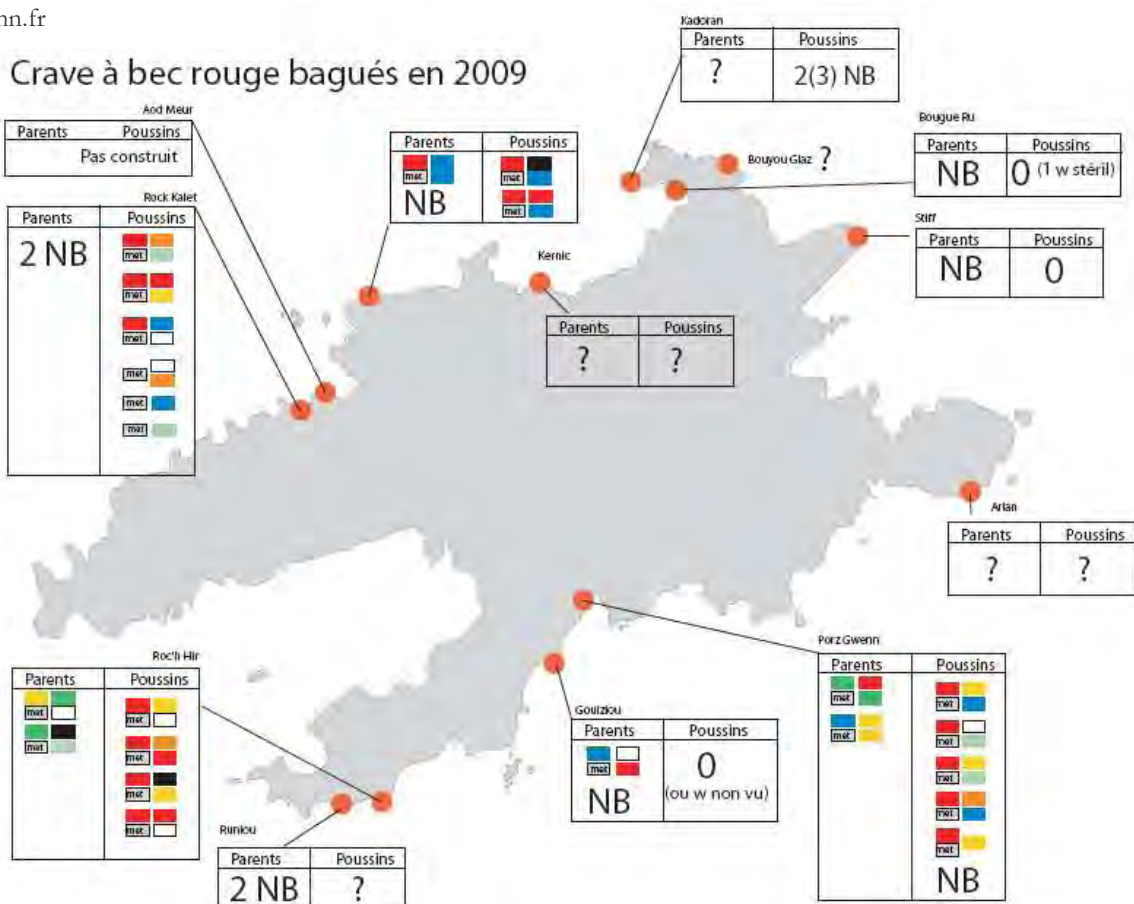 nn.fr
Crave à bec rouge bagués en 2009
Kadoran
Parents Poussins
? 2(3) NB
Aod Meur
Parents Poussins
Pas construit
Parents Poussins
met met
NB
met
Bouyou Glaz ?
Bougue Ru
Parents Poussins
NB 0 (1 w stéril)
Rock Kalet
Parents Poussins
2 NB
met
met
met
met
met
met
Stiff
Parents Poussins
NB 0
Kernic
Parents Poussins
? ?
Arlan
Parents Poussins
? ?
Roc'h Hir
Parents Poussins
met met
met met
met
met
Runiou
Parents Poussins
2 NB ?
Goulziou
Parents Poussins
met 0
NB (ou w non vu)
Porz Gwenn
Parents Poussins
met met
met met
met
met
met
NB